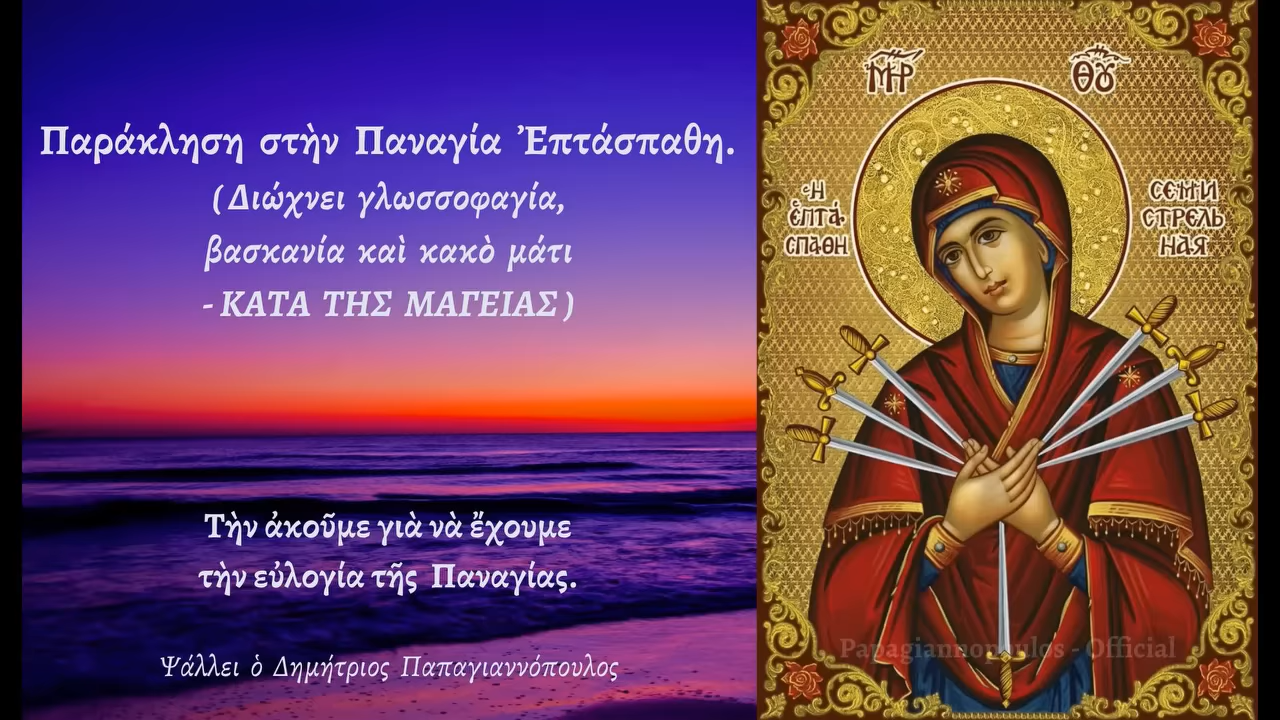 Παράκληση στὴν Παναγία Ἐπτάσπαθη.
(Διώχνει γλωσσοφαγία,
βασκανία καὶ κακὸ μάτι
- ΚΑΤΑ ΤΗΣ ΜΑΓΕΙΑΣ)
Τὴν ἀκοῦμε γιὰ νὰ ἔχουμε
τὴν εὐλογία τῆς Παναγίας.
Ψάλλει ὁ Δημήτριος Παπαγιαννόπουλος
ΜΡ ΘΥ
Ἡ
ἑπτά
σπαθη
СЕМИ
СТРЕЛЬ
НАЯ
Papagiannopoulos - Official